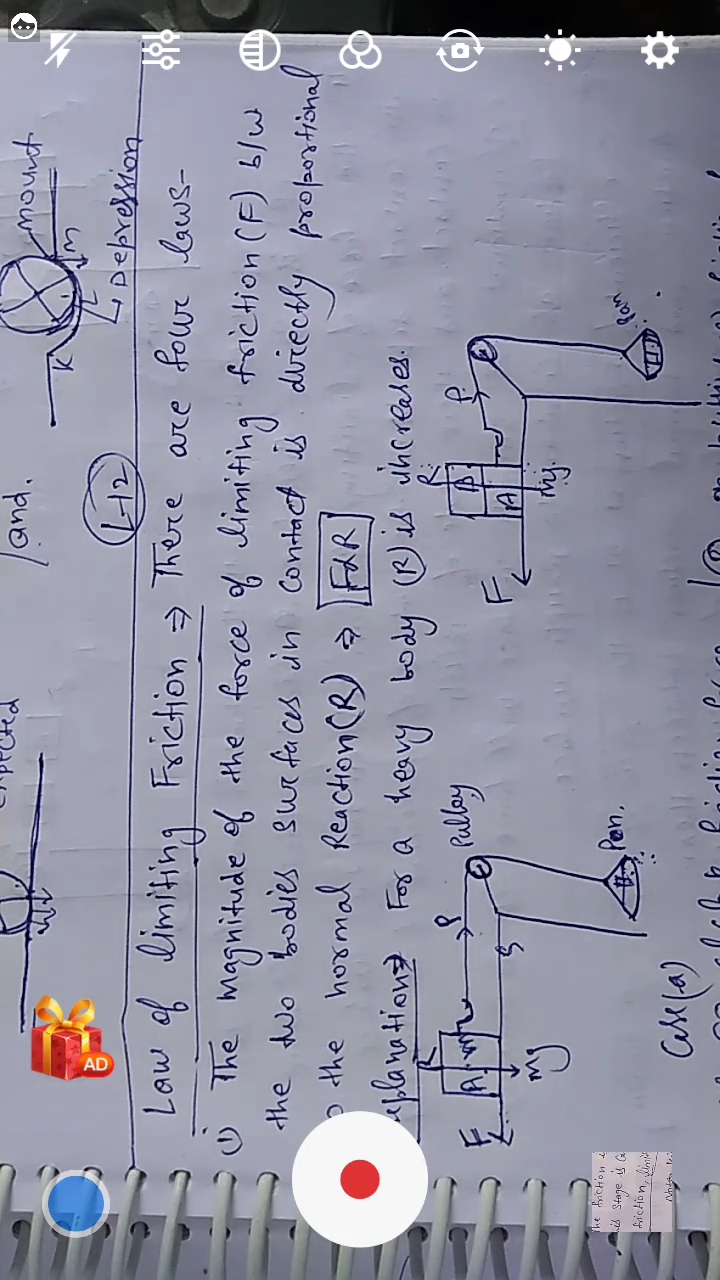 mount
m
K
Depression
and.
L-12
Law of limiting Friction ⇒ There are four laws-
(i) The magnitude of the force of limiting friction (F) b/w
the two bodies surfaces in contact is directly proportional
the normal Reaction (R) ⇒ F∝R
explanation ⇒ For a heavy body (R) is increases.
R
A
F
mg
P
Pulley
S
Pan.
R
B
A
F
mg
P
Pan
Case (a)
AD